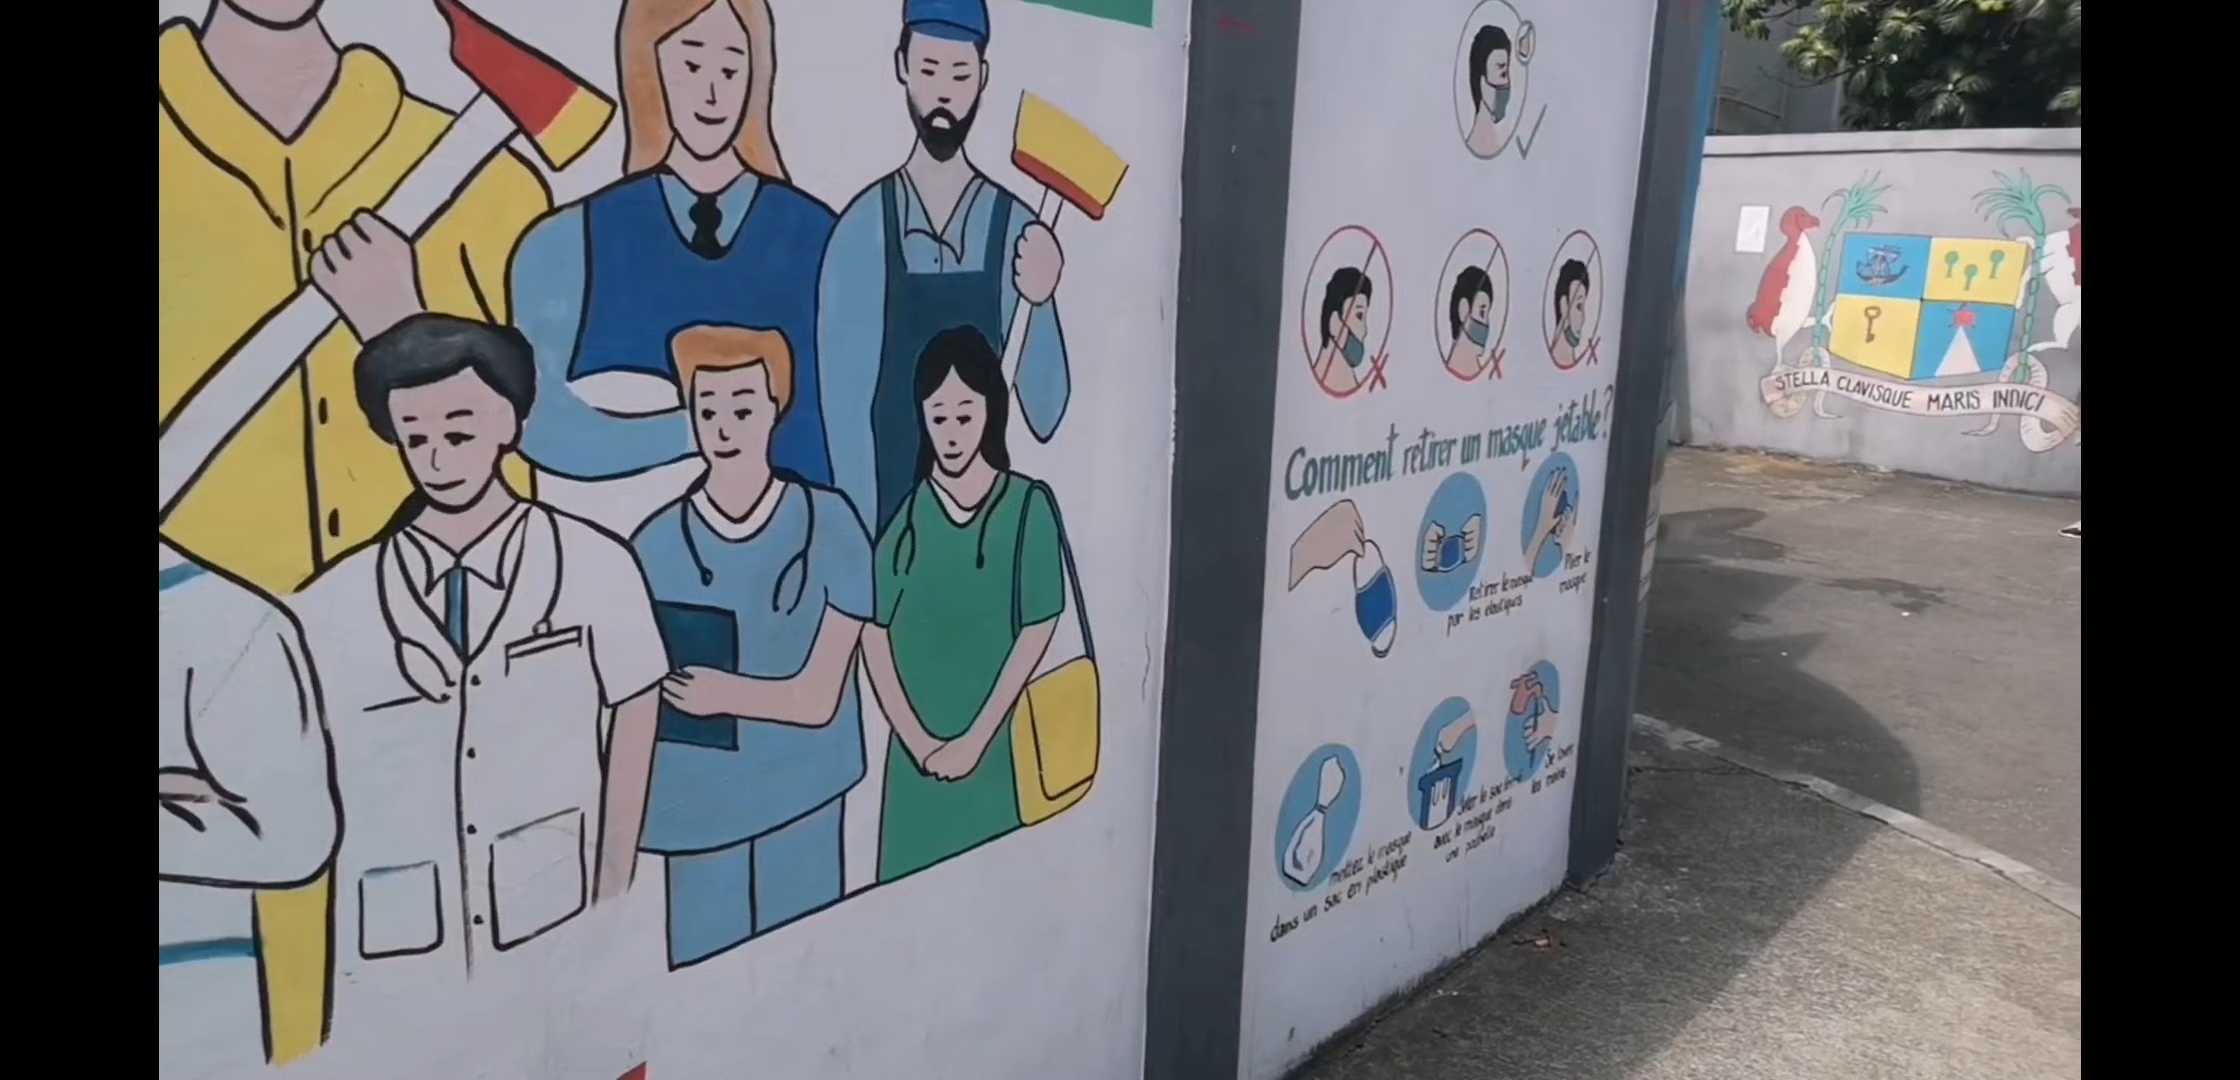 Comment retirer un masque jetable?
Retirer le masque
par les elastiques
Plier le
masque
mettez le masque
dans un sac en plastique
Jeter le sac fermé
avec le masque dans
une poubelle
Se laver
les mains
STELLA CLAVISQUE MARIS INDICI